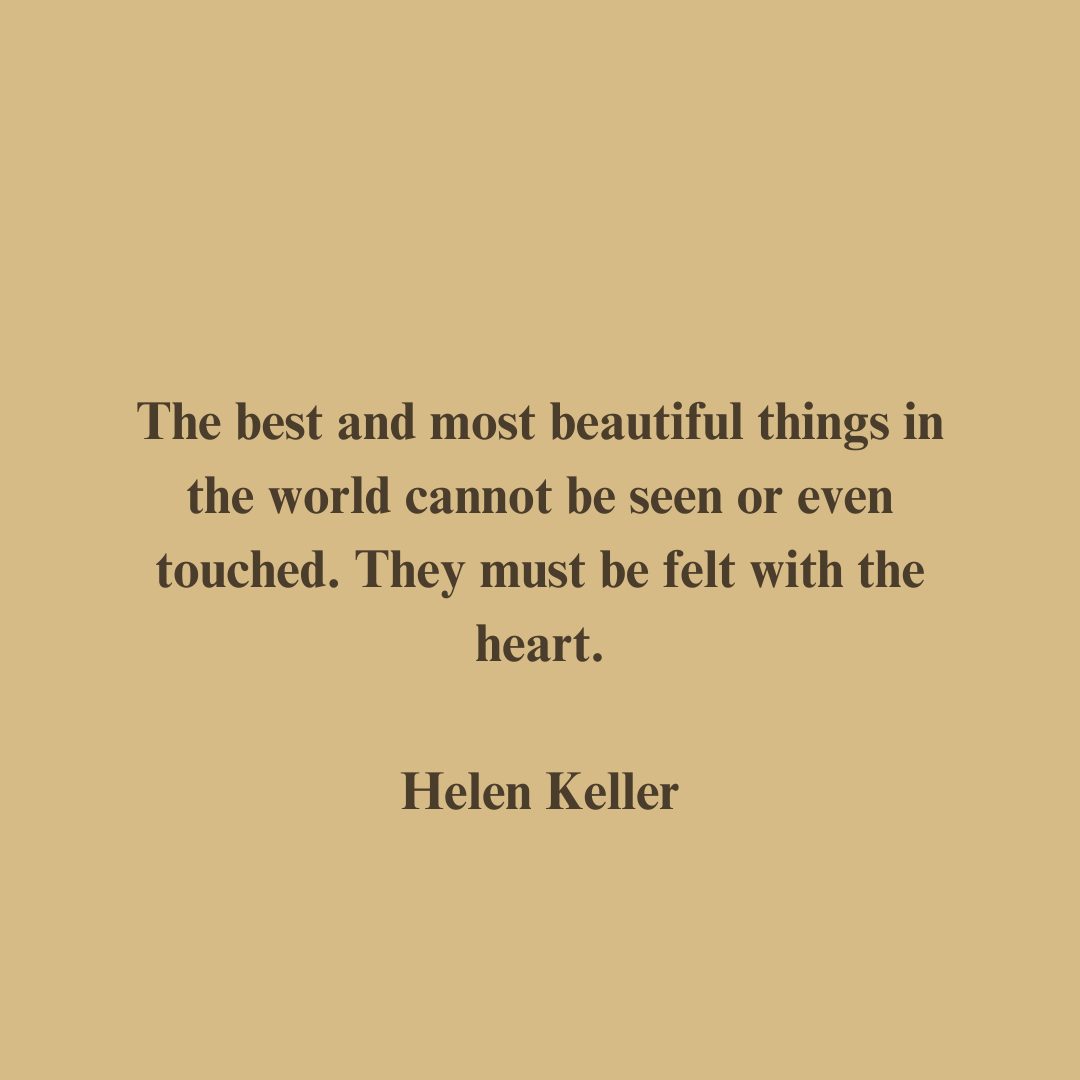 The best and most beautiful things in
the world cannot be seen or even
touched. They must be felt with the
heart.
Helen Keller